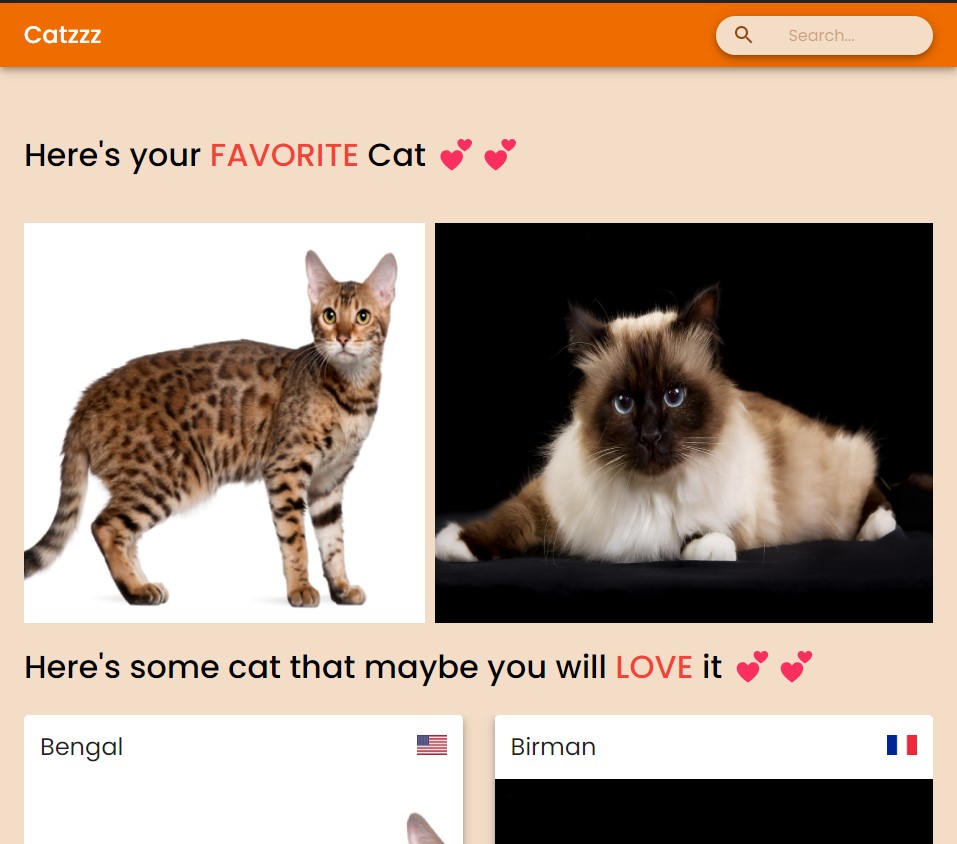 Catzzz
Search...
Here's your FAVORITE Cat 💕 💕
Here's some cat that maybe you will LOVE it 💕 💕
Bengal
Birman